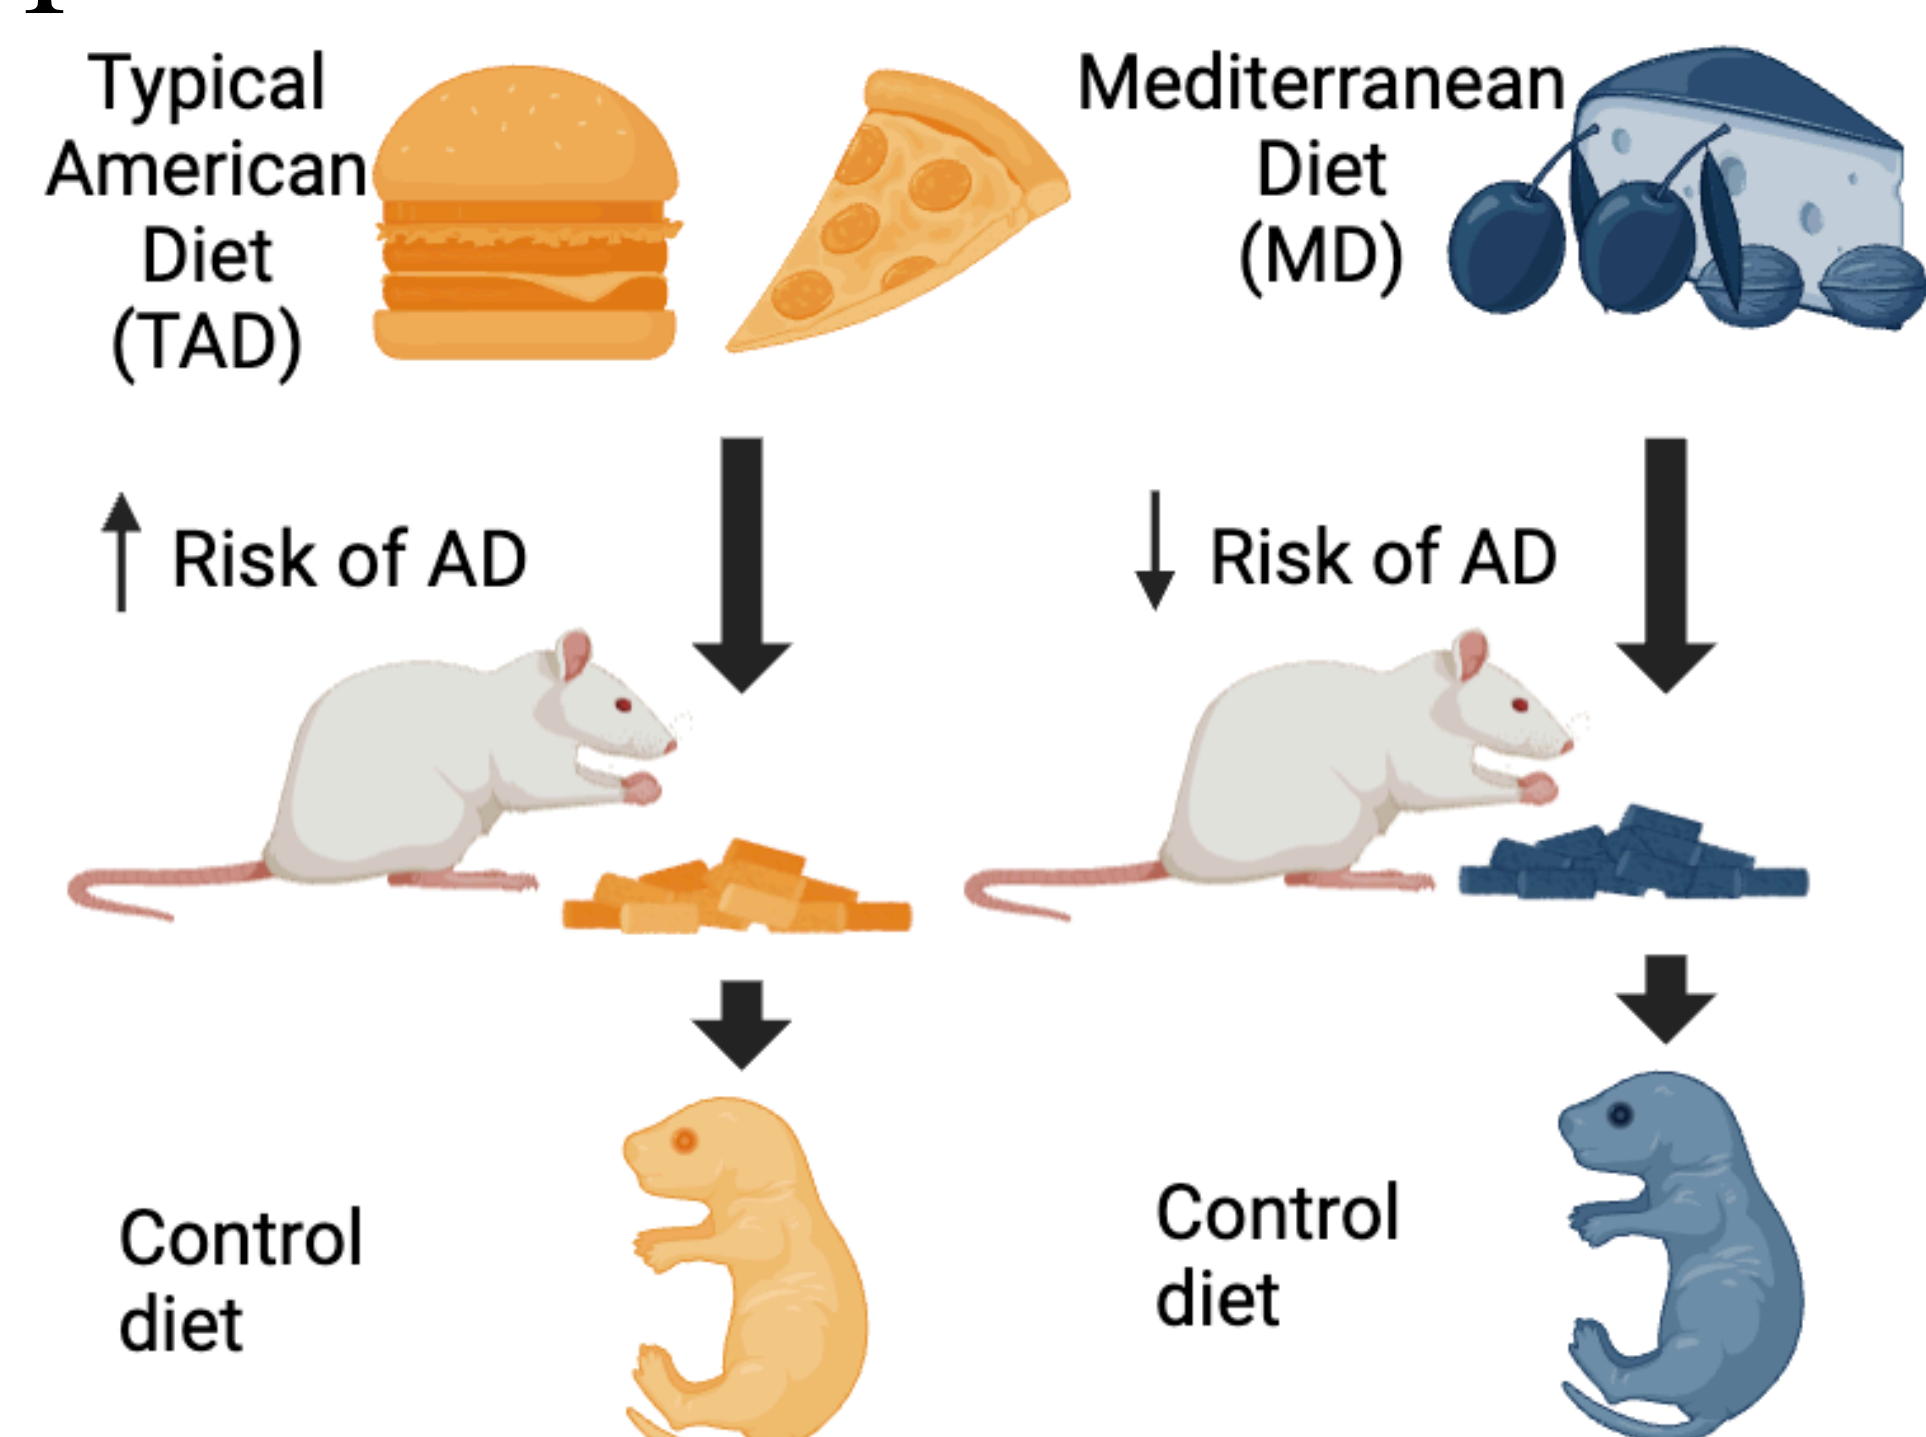 Typical
American
Diet
(TAD)
Mediterranean
Diet
(MD)
Risk of AD
Risk of AD
Control
diet
Control
diet